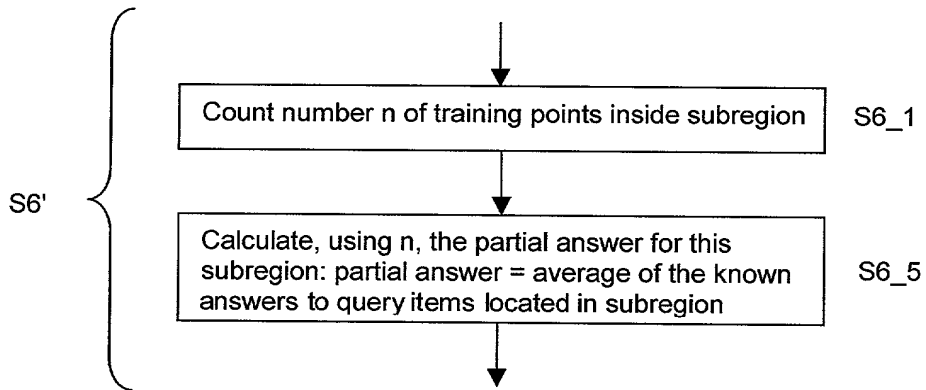 Count number n of training points inside subregion
S6_1
S6'
Calculate, using n, the partial answer for this
subregion: partial answer = average of the known
answers to query items located in subregion
S6_5